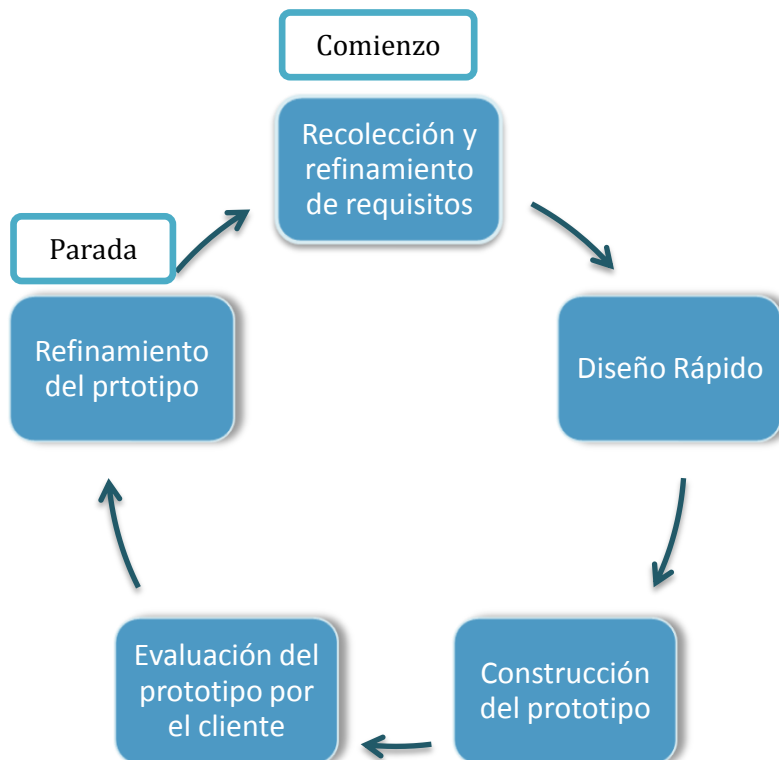 Comienzo
Recolección y
refinamiento
de requisitos
Parada
Refinamiento
del prtotipo
Diseño Rápido
Evaluación del
prototipo por
el cliente
Construcción
del prototipo